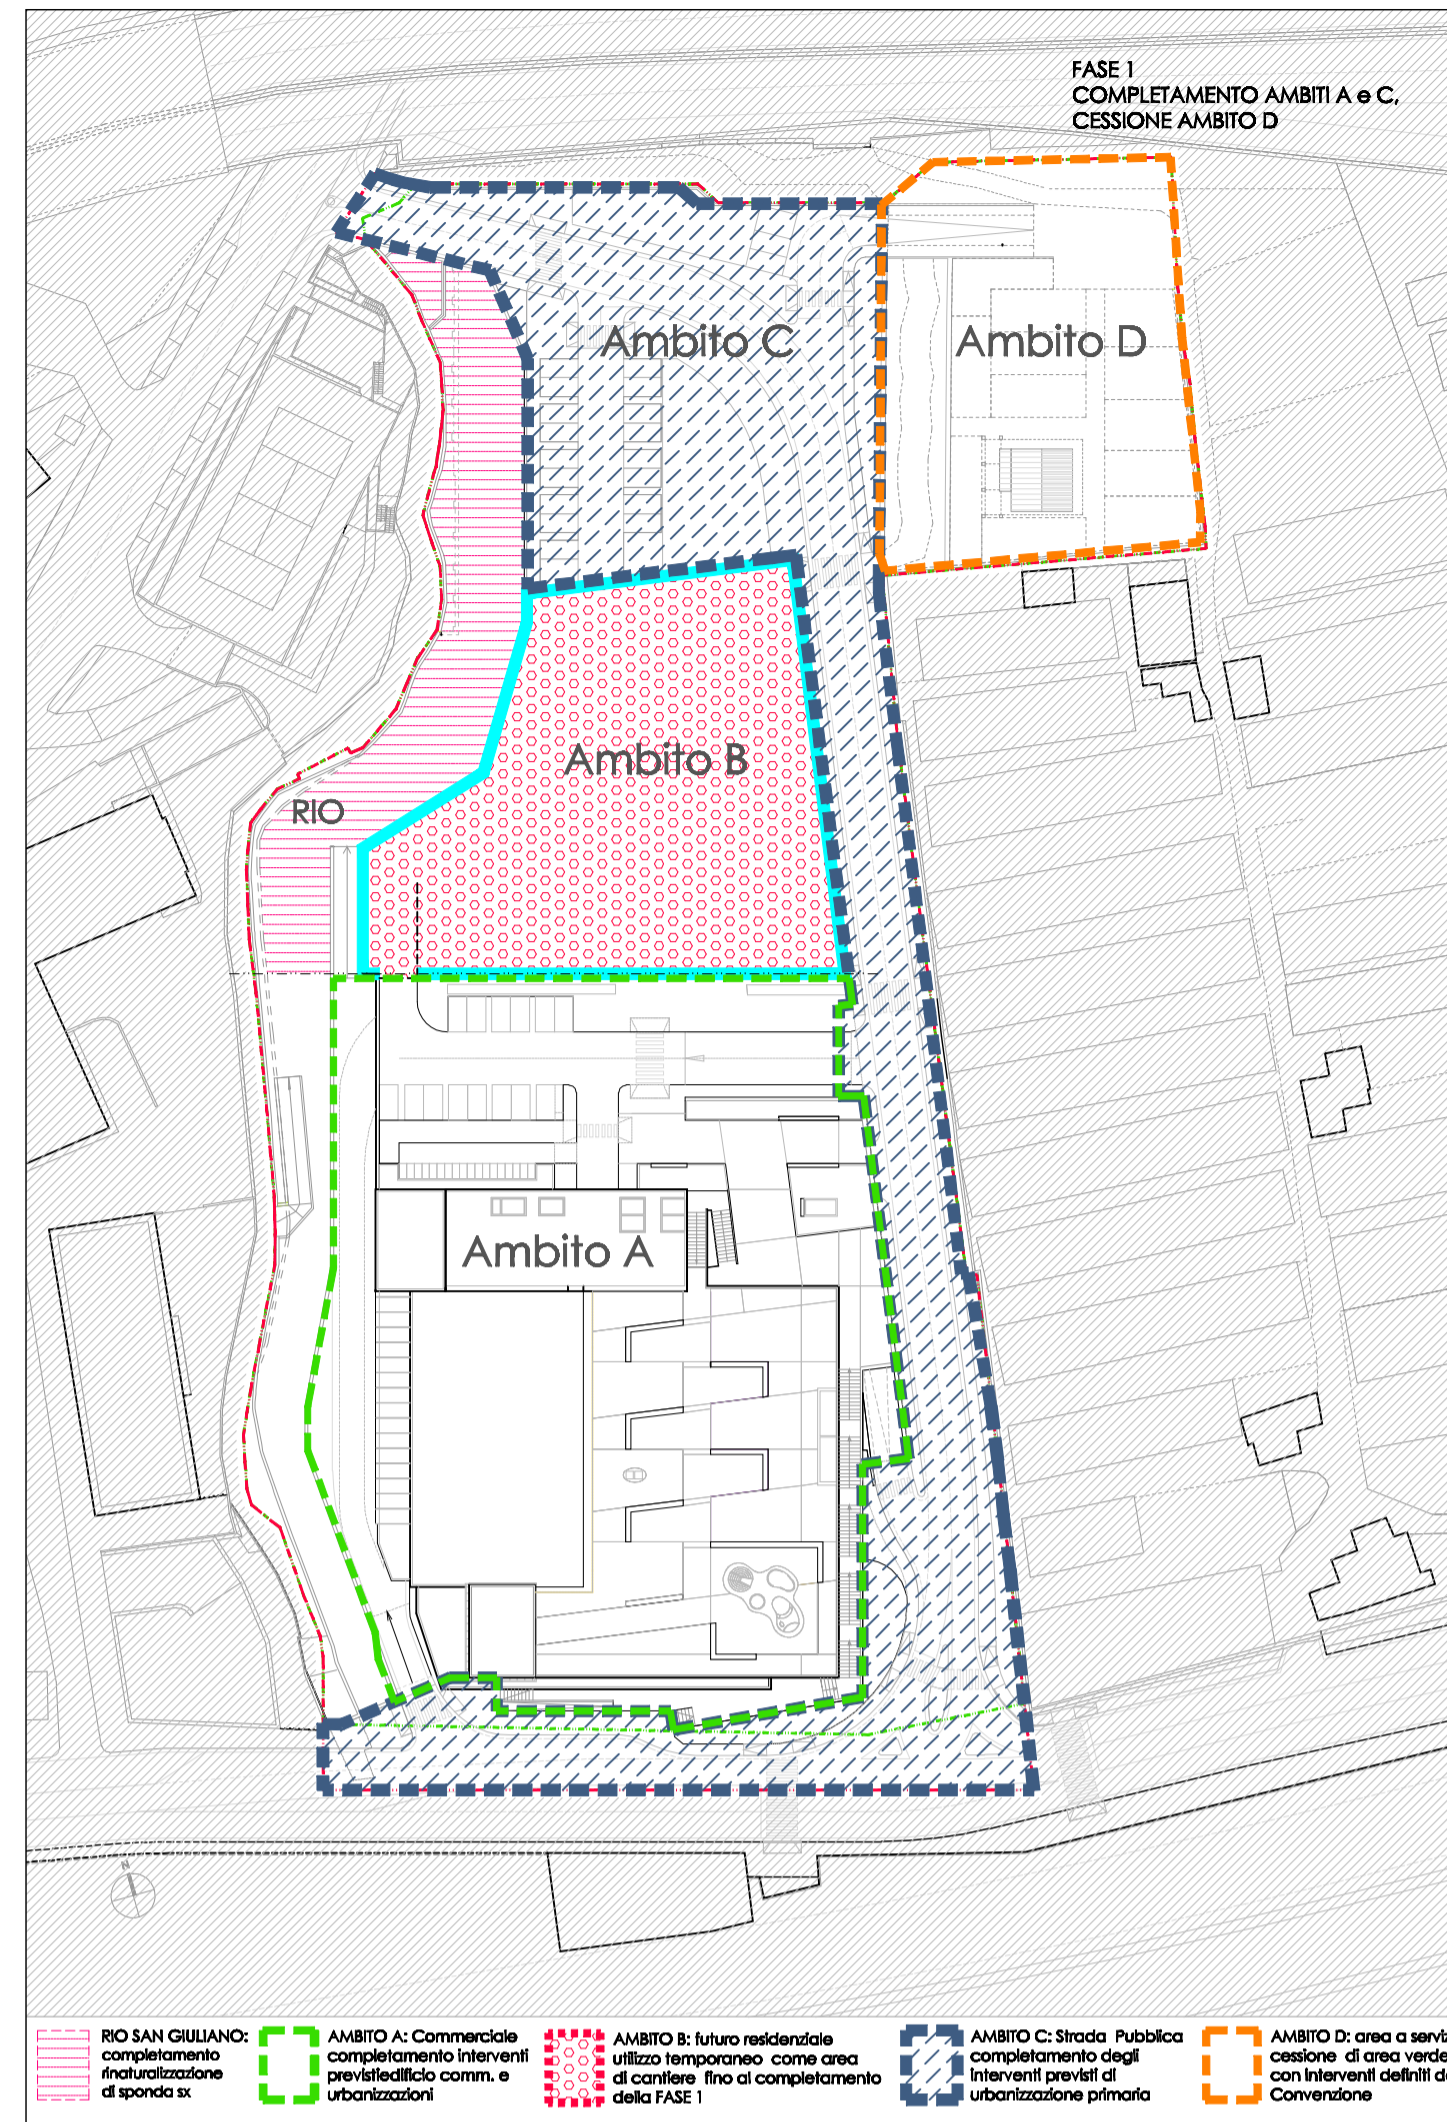 FASE 1
COMPLETAMENTO AMBITI A e C,
CESSIONE AMBITO D
Ambito C
Ambito D
Ambito B
RIO
Ambito A
N
RIO SAN GIULIANO:
completamento
rinaturalizzazione
di sponda sx
AMBITO A: Commerciale
completamento interventi
previstiedificio comm. e
urbanizzazioni
AMBITO B: futuro residenziale
utilizzo temporaneo come area
di cantiere fino al completamento
della FASE 1
AMBITO C: Strada Pubblica
completamento degli
interventi previsti di
urbanizzazione primaria
AMBITO D: area a serviz
cessione di area verde
con interventi definiti
Convenzione